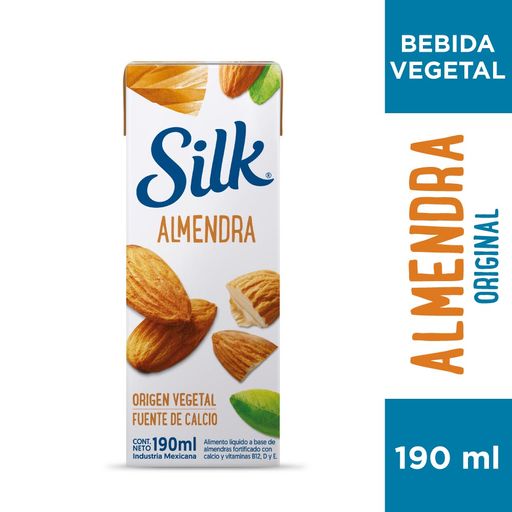 Silk®
ALMENDRA
ORIGEN VEGETAL
FUENTE DE CALCIO
CONT.
NETO 190ml
Industria Mexicana
Alimento líquido a base de
almendras fortificado con
calcio y vitaminas B12, D y E.
BEBIDA
VEGETAL
ALMENDRA
ORIGINAL
190 ml